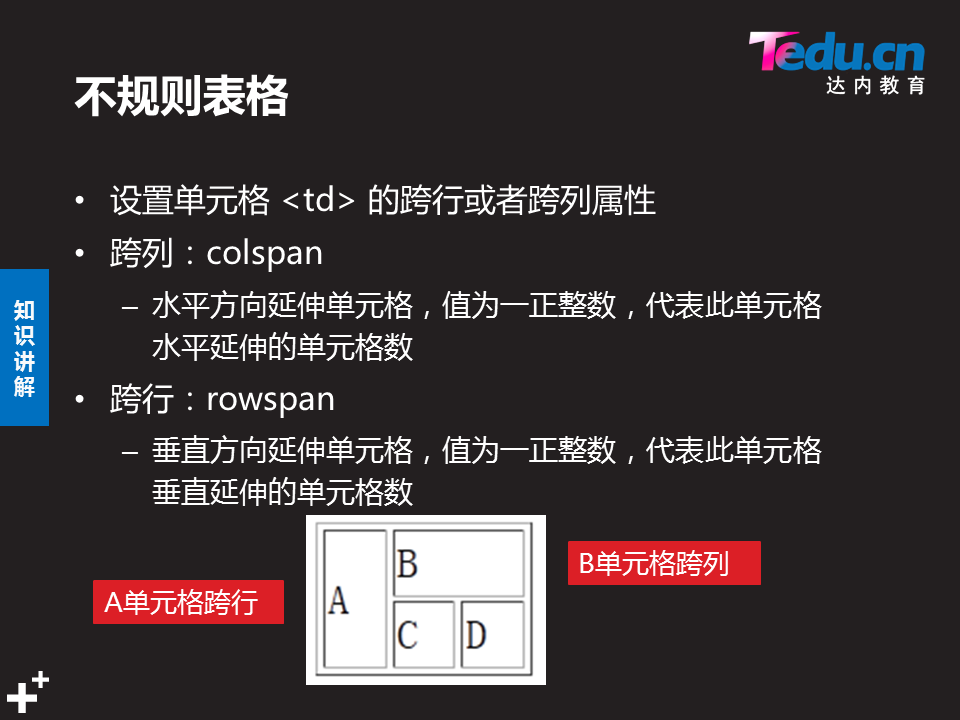 Tedu.cn
达内教育
不规则表格
• 设置单元格 <td> 的跨行或者跨列属性
• 跨列：colspan
– 水平方向延伸单元格，值为一正整数，代表此单元格
水平延伸的单元格数
• 跨行：rowspan
– 垂直方向延伸单元格，值为一正整数，代表此单元格
垂直延伸的单元格数
知识讲解
A单元格跨行
A
B
C
D
B单元格跨列